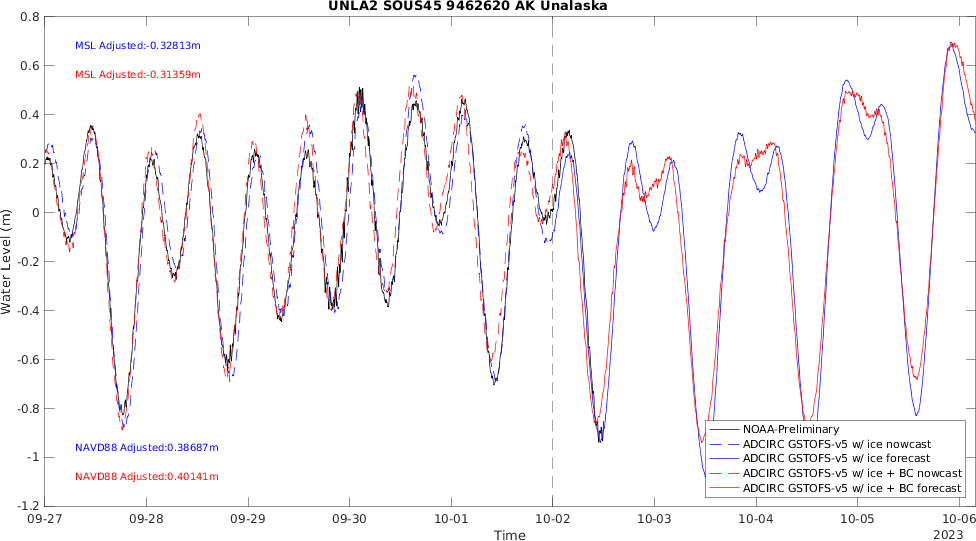 UNLA2 SOUS45 9462620 AK Unalaska
0.8
0.6
0.4
0.2
0
-0.2
-0.4
-0.6
-0.8
-1
-1.2
Water Level (m)
MSL Adjusted:-0.32813m
MSL Adjusted:-0.31359m
NAVD88 Adjusted:0.38687m
NAVD88 Adjusted:0.40141m
NOAA-Preliminary
ADCIRC GSTOFS-v5 w/ ice nowcast
ADCIRC GSTOFS-v5 w/ ice forecast
ADCIRC GSTOFS-v5 w/ ice + BC nowcast
ADCIRC GSTOFS-v5 w/ ice + BC forecast
09-27 09-28 09-29 09-30 10-01 10-02 10-03 10-04 10-05 10-06
Time
2023